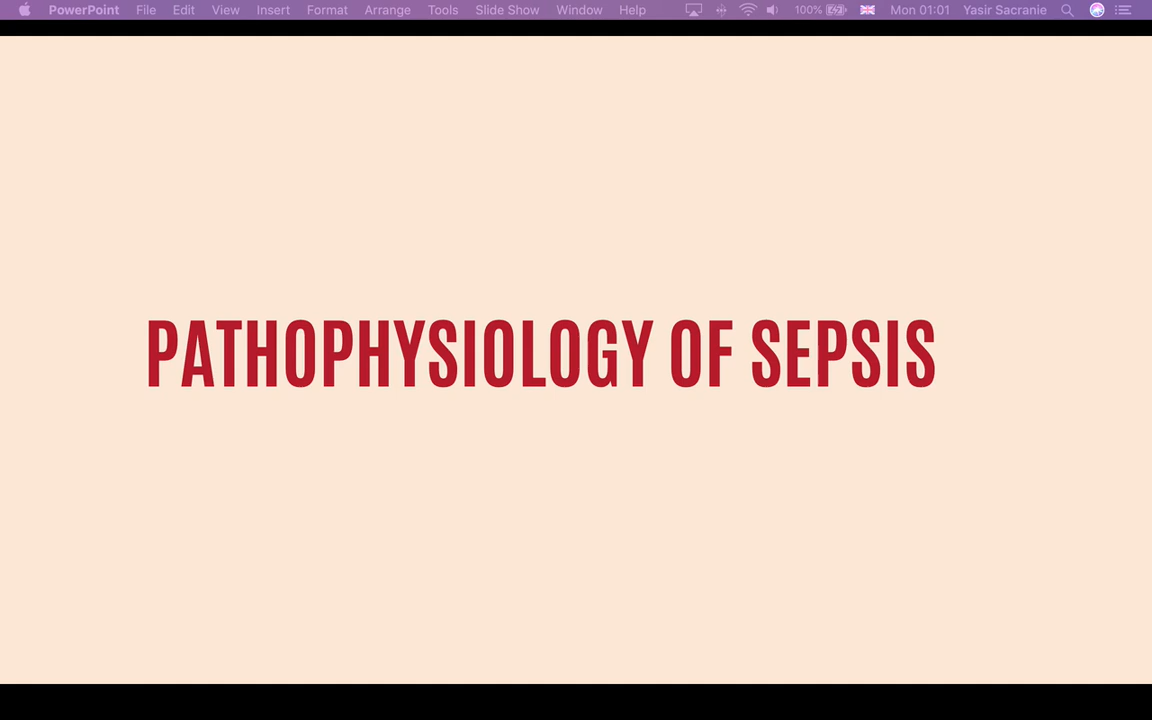 PowerPoint File Edit View Insert Format Arrange Tools Slide Show Window Help 100% Mon 01:01 Yasir Sacranie
PATHOPHYSIOLOGY OF SEPSIS